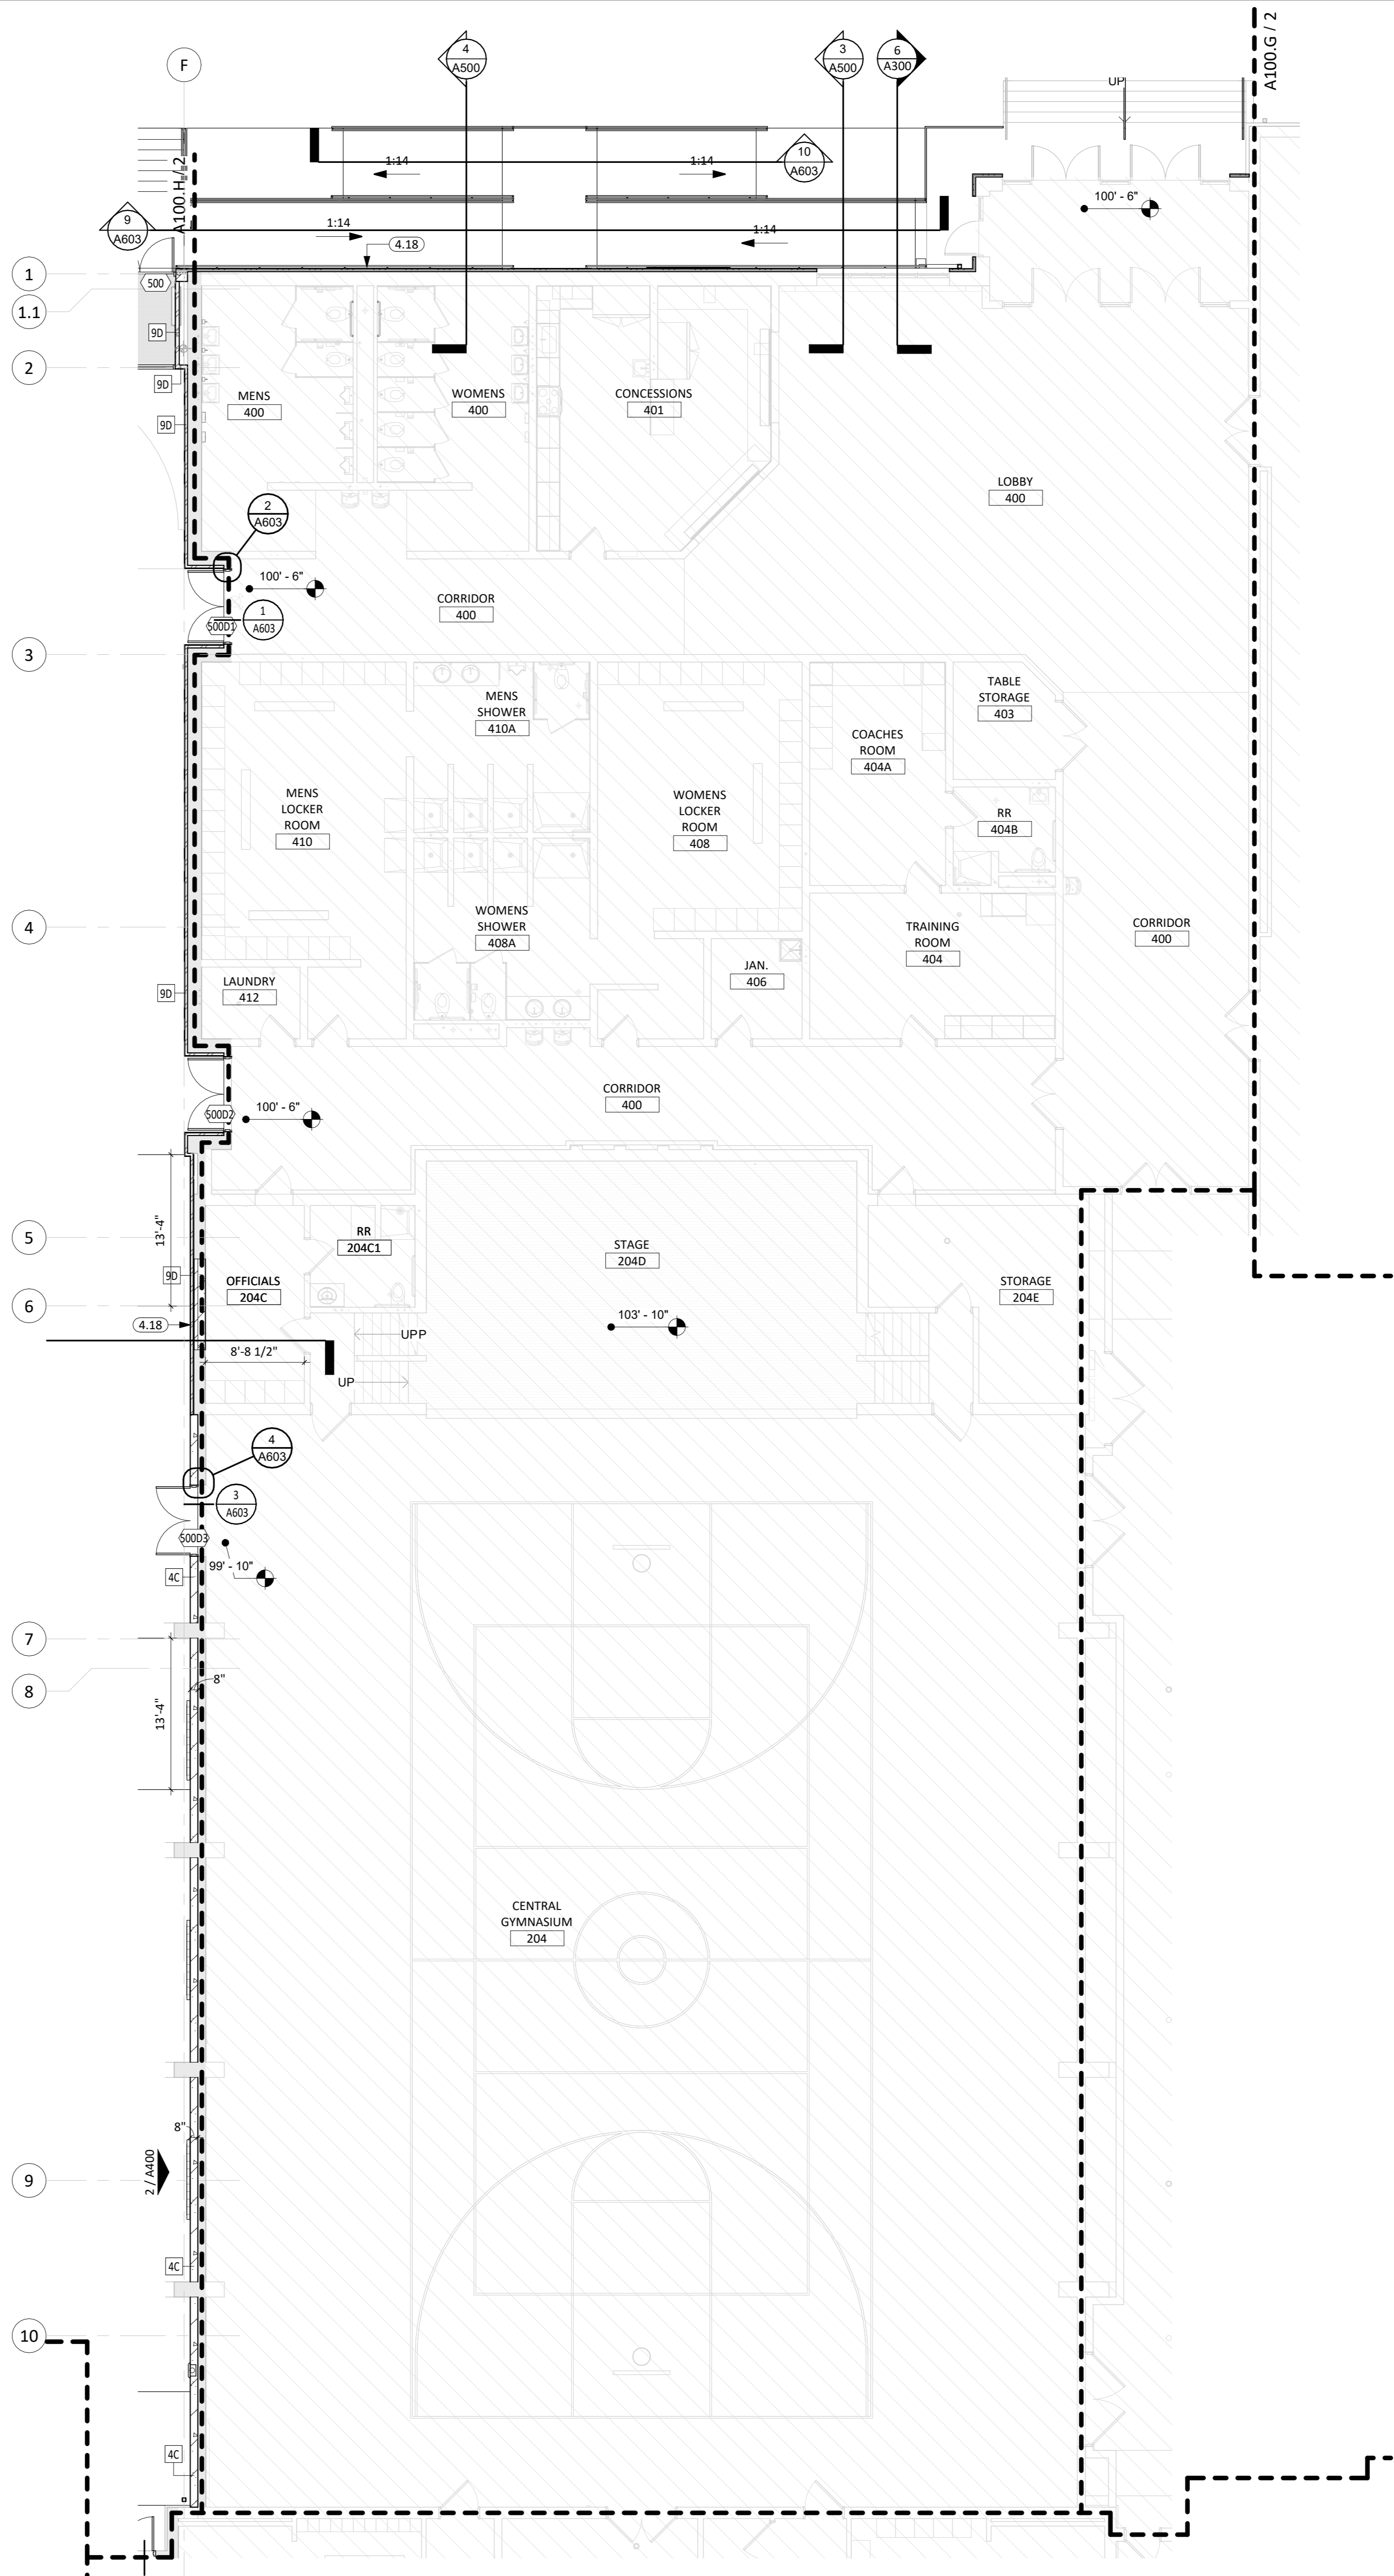 A100.G / 2
F
4
A500
3
A500
6
A300
UP
A100.H / 2
1:14
1:14
10
A603
100' - 6"
9
A603
1:14
1:14
4.18
1
500
1.1
9D
2
9D
MENS
400
WOMENS
400
CONCESSIONS
401
9D
LOBBY
400
2
A603
100' - 6"
CORRIDOR
400
500D1
1
A603
3
MENS
SHOWER
410A
TABLE
STORAGE
403
COACHES
ROOM
404A
MENS
LOCKER
ROOM
410
WOMENS
LOCKER
ROOM
408
RR
404B
4
WOMENS
SHOWER
408A
TRAINING
ROOM
404
CORRIDOR
400
9D
LAUNDRY
412
JAN.
406
CORRIDOR
400
100' - 6"
500D2
13'-4"
5
RR
204C1
STAGE
204D
9D
OFFICIALS
204C
STORAGE
204E
6
4.18
103' - 10"
UPP
8'-8 1/2"
UP
4
A603
3
A603
500D3
99' - 10"
4C
7
8
8"
13'-4"
CENTRAL
GYMNASIUM
204
8"
2 / A400
9
4C
10
4C